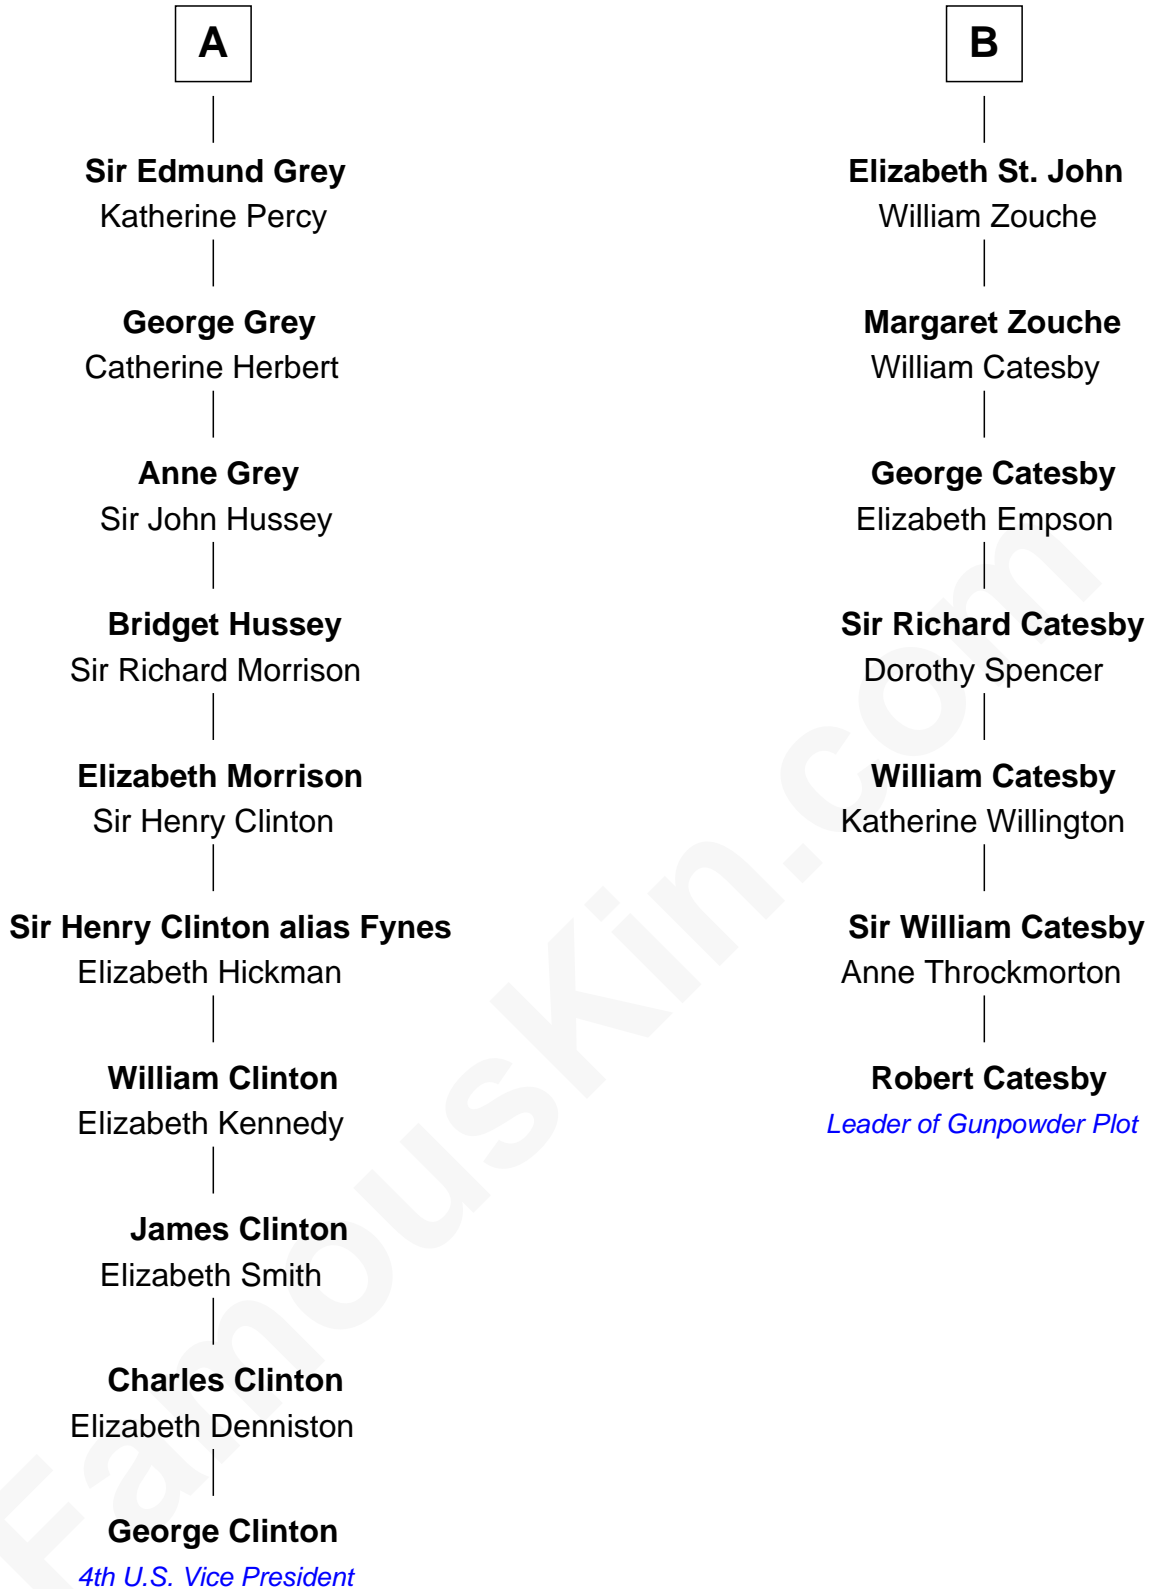 A
Sir Edmund Grey
Katherine Percy
George Grey
Catherine Herbert
Anne Grey
Sir John Hussey
Bridget Hussey
Sir Richard Morrison
Elizabeth Morrison
Sir Henry Clinton
Sir Henry Clinton alias Fynes
Elizabeth Hickman
William Clinton
Elizabeth Kennedy
James Clinton
Elizabeth Smith
Charles Clinton
Elizabeth Denniston
George Clinton
4th U.S. Vice President
B
Elizabeth St. John
William Zouche
Margaret Zouche
William Catesby
George Catesby
Elizabeth Empson
Sir Richard Catesby
Dorothy Spencer
William Catesby
Katherine Willington
Sir William Catesby
Anne Throckmorton
Robert Catesby
Leader of Gunpowder Plot
FamousKin.com